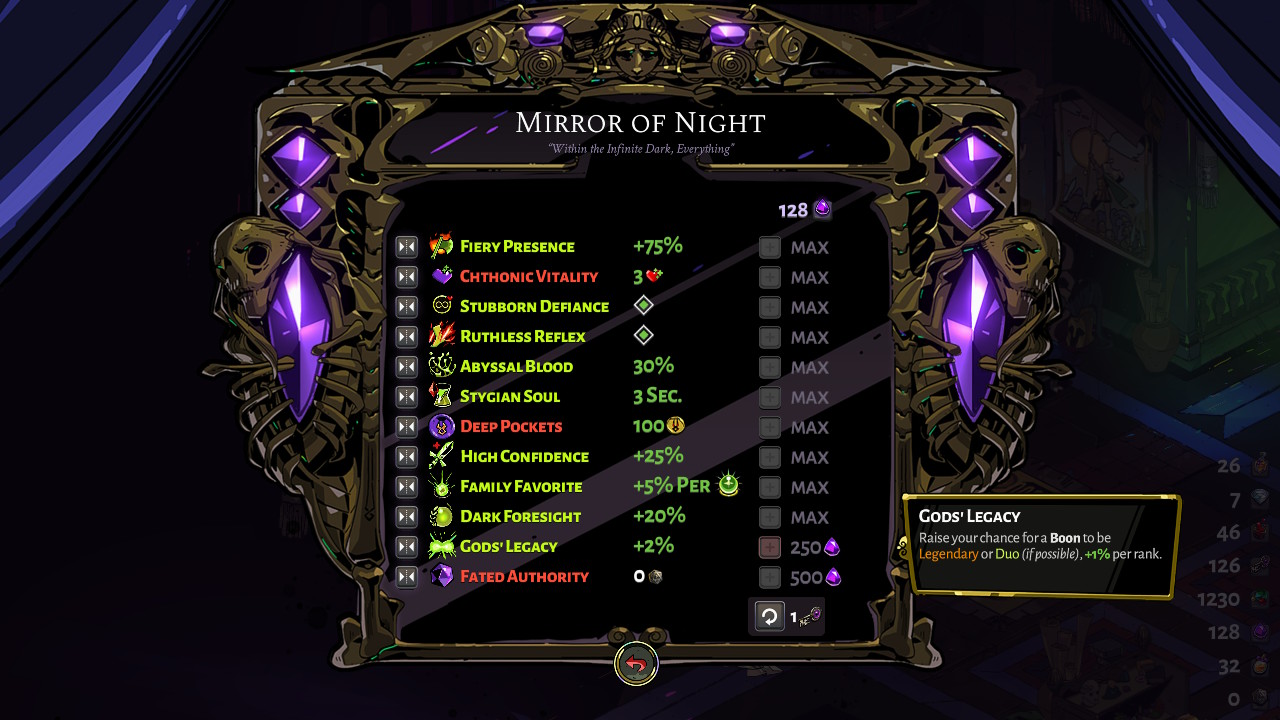 MIRROR OF NIGHT
"Within the Infinite Dark, Everything"
128
FIERY PRESENCE +75% MAX
CHTHONIC VITALITY 3 MAX
STUBBORN DEFIANCE MAX
RUTHLESS REFLEX MAX
ABYSSAL BLOOD 30% MAX
STYGIAN SOUL 3 SEC. MAX
DEEP POCKETS 100 MAX
HIGH CONFIDENCE +25% MAX
FAMILY FAVORITE +5% PER MAX
DARK FORESIGHT +20% MAX
GODS' LEGACY +2% 250
FATED AUTHORITY 0 500
1
GODS' LEGACY
Raise your chance for a Boon to be
Legendary or Duo (if possible), +1% per rank.
26
7
46
126
1230
128
32
0